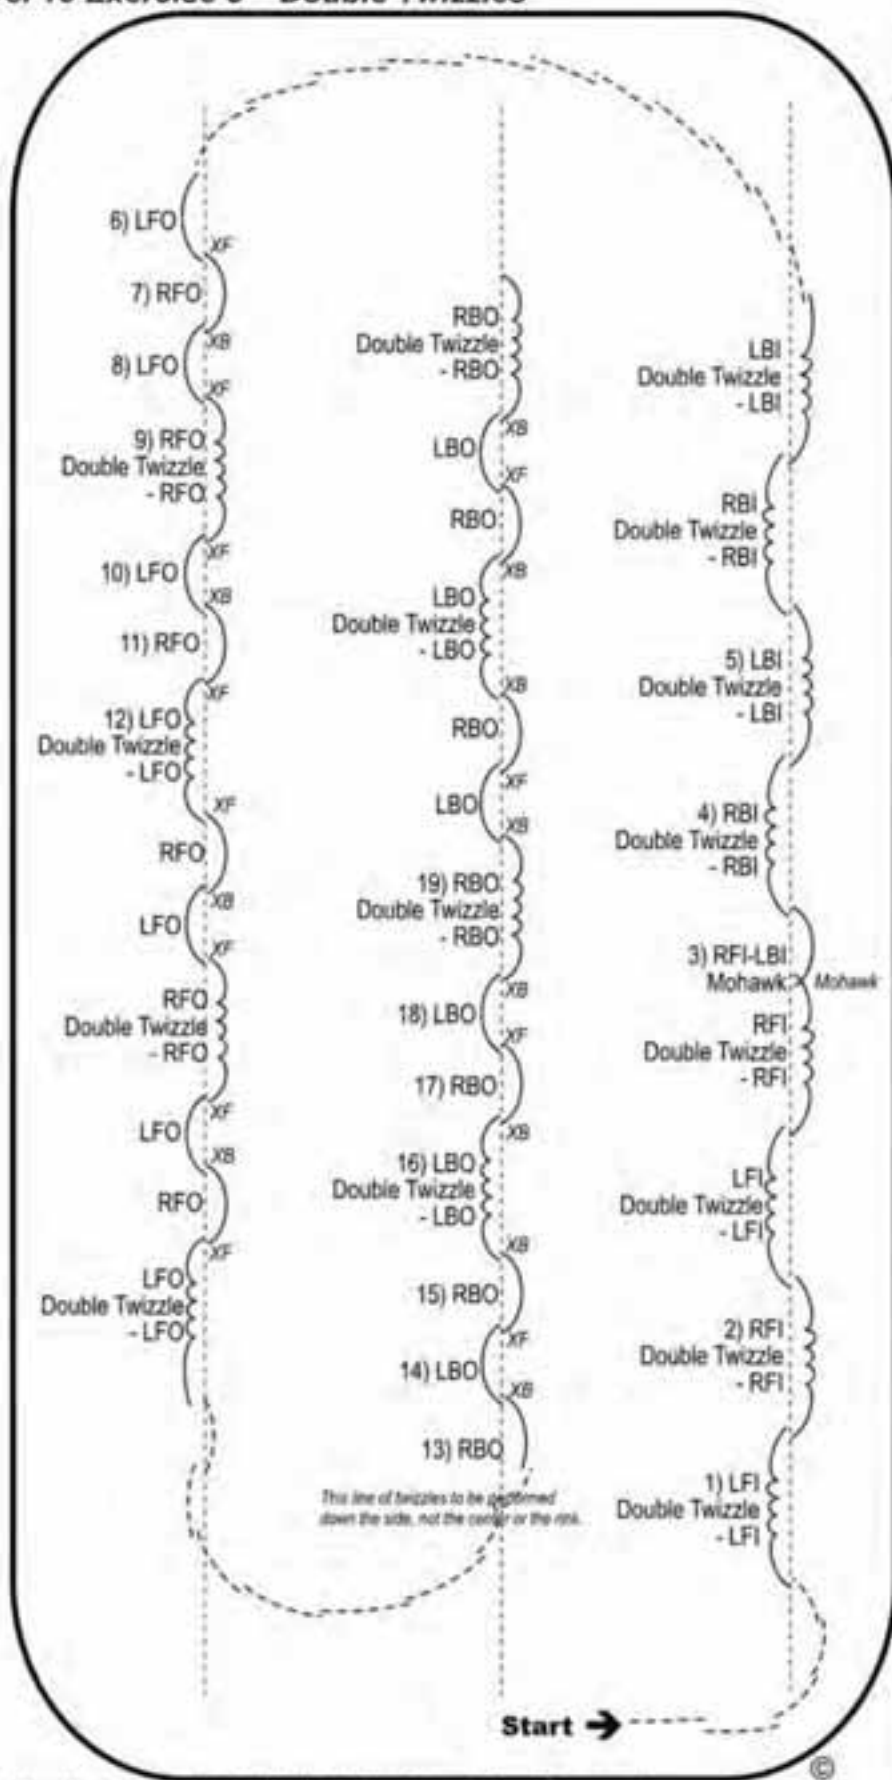 Exercise 3 - Double Twizzles
6) LFO
XF
7) RFO
XB
8) LFO
XF
9) RFO
Double Twizzle
- RFO
XF
10) LFO
XB
11) RFO
XF
12) LFO
Double Twizzle
- LFO
XF
RFO
XB
LFO
XF
RFO
Double Twizzle
- RFO
XF
LFO
XB
RFO
XF
LFO
Double Twizzle
- LFO
RBO
Double Twizzle
- RBO
XB
LBO
XF
RBO
XB
LBO
Double Twizzle
- LBO
XB
RBO
XF
LBO
XB
19) RBO
Double Twizzle
- RBO
XB
18) LBO
XF
17) RBO
XB
16) LBO
Double Twizzle
- LBO
XB
15) RBO
XF
14) LBO
XB
13) RBO
This line of twizzles to be performed
down the side, not the center or the rink.
LBI
Double Twizzle
- LBI
RBI
Double Twizzle
- RBI
5) LBI
Double Twizzle
- LBI
4) RBI
Double Twizzle
- RBI
3) RFI-LBI
Mohawk Mohawk
RFI
Double Twizzle
- RFI
LFI
Double Twizzle
- LFI
2) RFI
Double Twizzle
- RFI
1) LFI
Double Twizzle
- LFI
Start
©